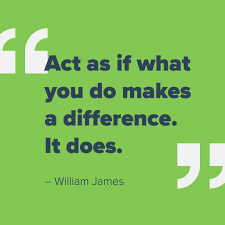 “
Act as if what
you do makes
a difference.
It does.
”
– William James